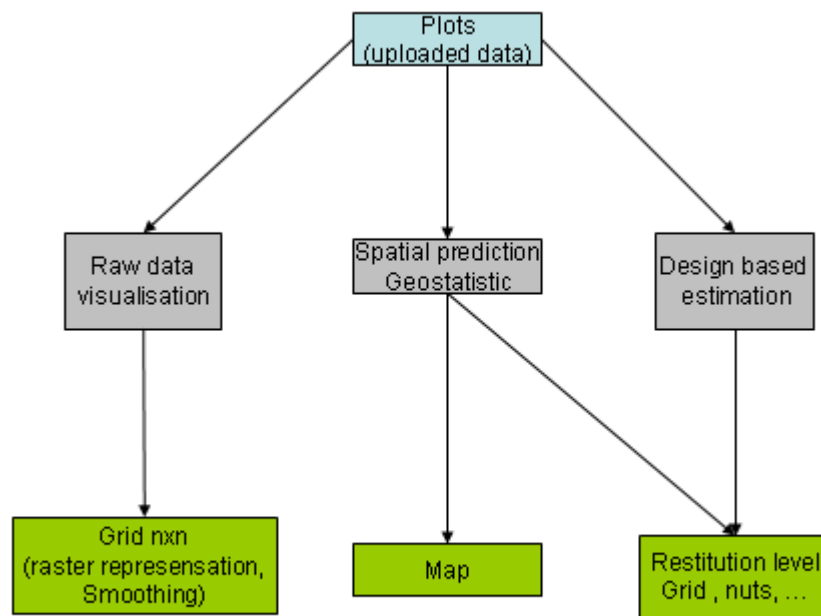 Plots
(uploaded data)
Raw data
visualisation
Spatial prediction
Geostatistic
Design based
estimation
Grid nxn
(raster represensation,
Smoothing)
Map
Restitution level
Grid , nuts, ...